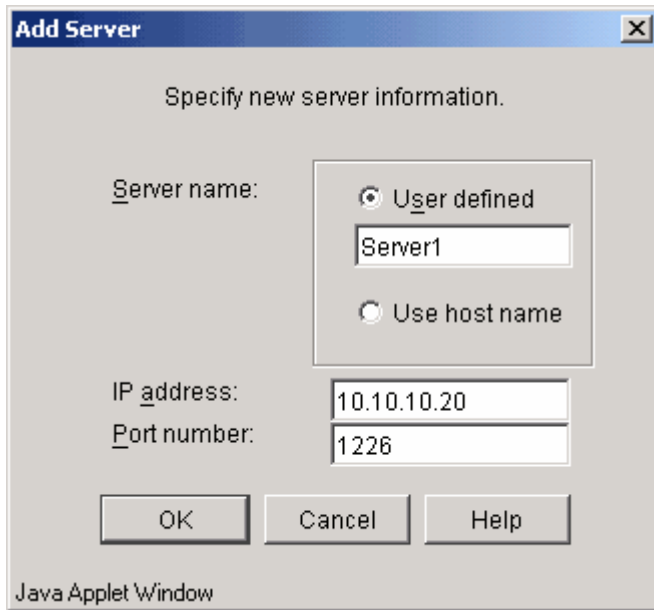 Add Server
Specify new server information.
Server name:
User defined
Server1
Use host name
IP address:
10.10.10.20
Port number:
1226
OK
Cancel
Help
Java Applet Window